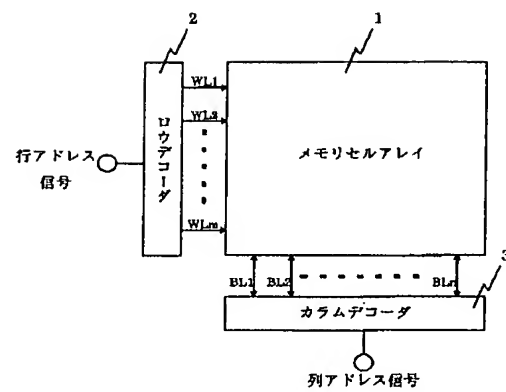 2
1
WL1
WL2
ロウデコーダ
メモリセルアレイ
行アドレス
信号
WLm
3
BL1
BL2
BLn
カラムデコーダ
列アドレス信号